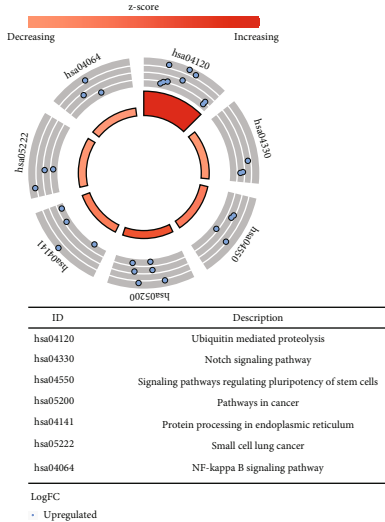 z-score
Decreasing Increasing
hsa04064
hsa04120
hsa05222
hsa04330
hsa04141
hsa04550
hsa05200
ID Description
hsa04120 Ubiquitin mediated proteolysis
hsa04330 Notch signaling pathway
hsa04550 Signaling pathways regulating pluripotency of stem cells
hsa05200 Pathways in cancer
hsa04141 Protein processing in endoplasmic reticulum
hsa05222 Small cell lung cancer
hsa04064 NF-kappa B signaling pathway
LogFC
Upregulated